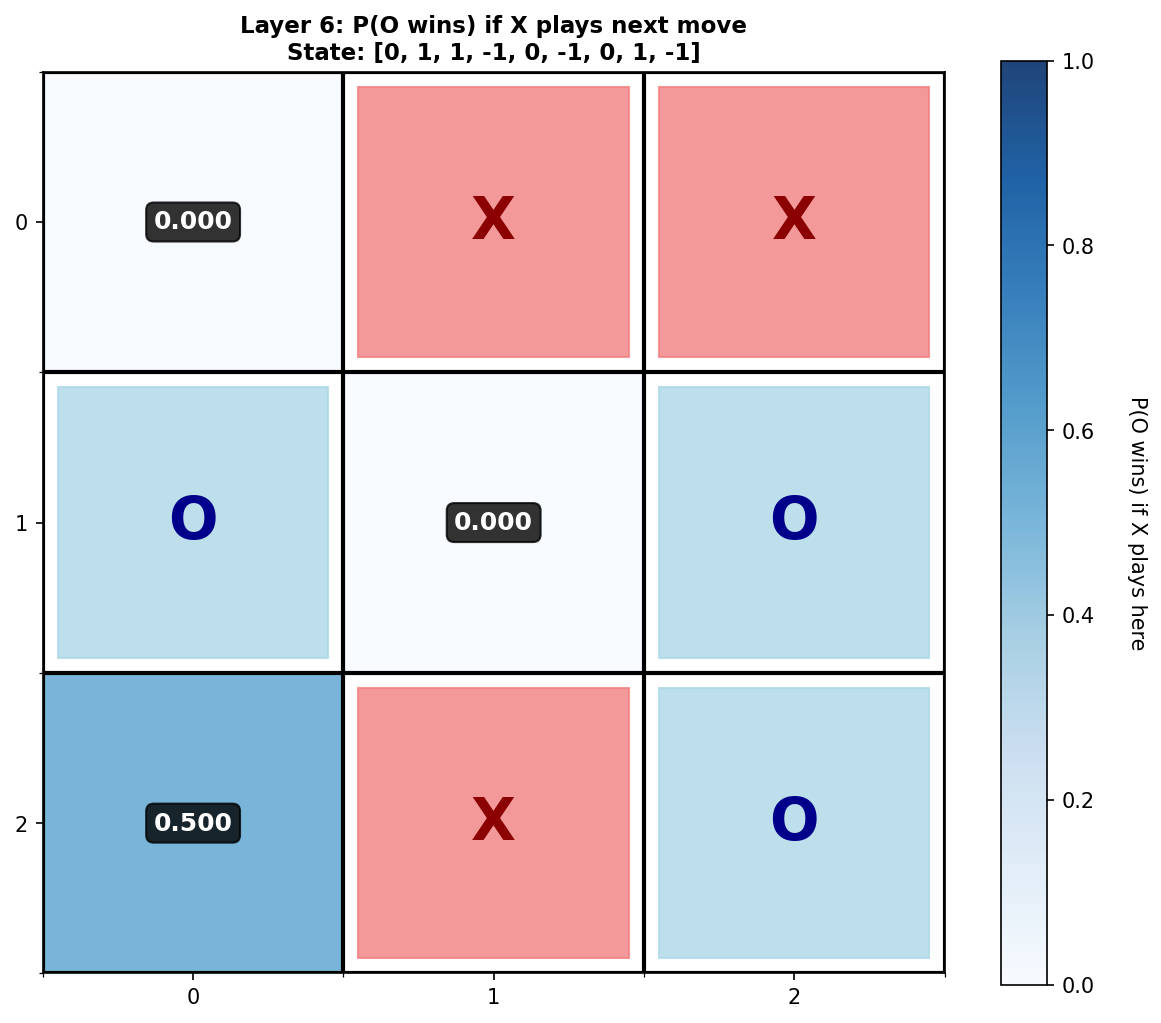 Layer 6: P(O wins) if X plays next move
State: [0, 1, 1, -1, 0, -1, 0, 1, -1]
0
0.000
X
X
1
O
0.000
O
2
0.500
X
O
0
1
2
1.0
0.8
0.6
0.4
0.2
0.0
P(O wins) if X plays here